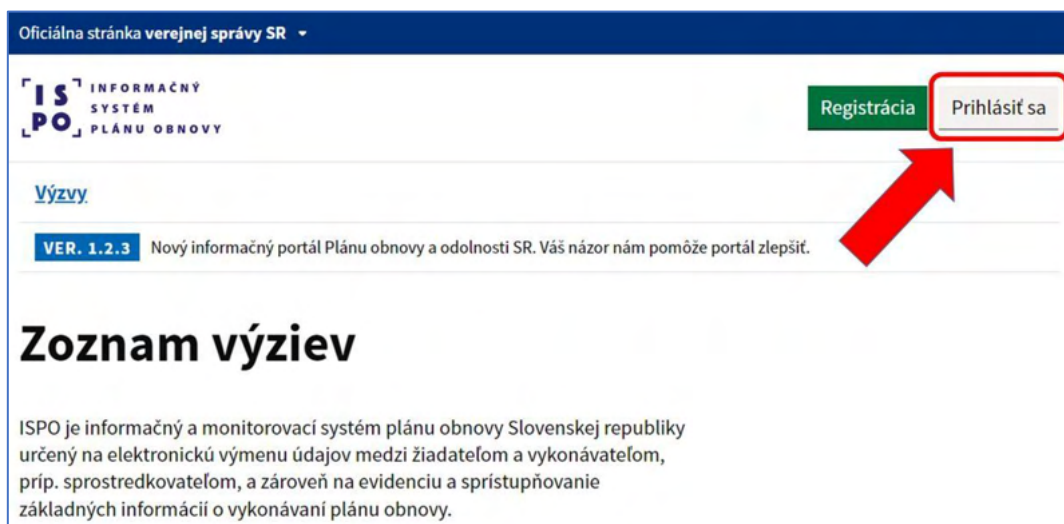 Oficiálna stránka verejnej správy SR
IS
PO
INFORMAČNÝ
SYSTÉM
PLÁNU OBNOVY
Registrácia
Prihlásiť sa
Výzvy
VER. 1.2.3 Nový informačný portál Plánu obnovy a odolnosti SR. Váš názor nám pomôže portál zlepšiť.
Zoznam výziev
ISPO je informačný a monitorovací systém plánu obnovy Slovenskej republiky
určený na elektronickú výmenu údajov medzi žiadateľom a vykonávateľom,
príp. sprostredkovateľom, a zároveň na evidenciu a sprístupňovanie
základných informácií o vykonávaní plánu obnovy.